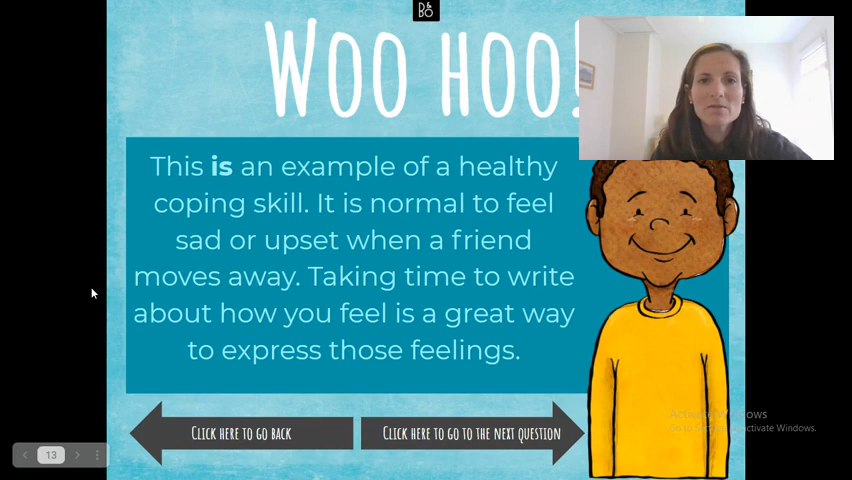 B&O
WOO HOO!
This is an example of a healthy
coping skill. It is normal to feel
sad or upset when a friend
moves away. Taking time to write
about how you feel is a great way
to express those feelings.
CLICK HERE TO GO BACK
CLICK HERE TO GO TO THE NEXT QUESTION
13